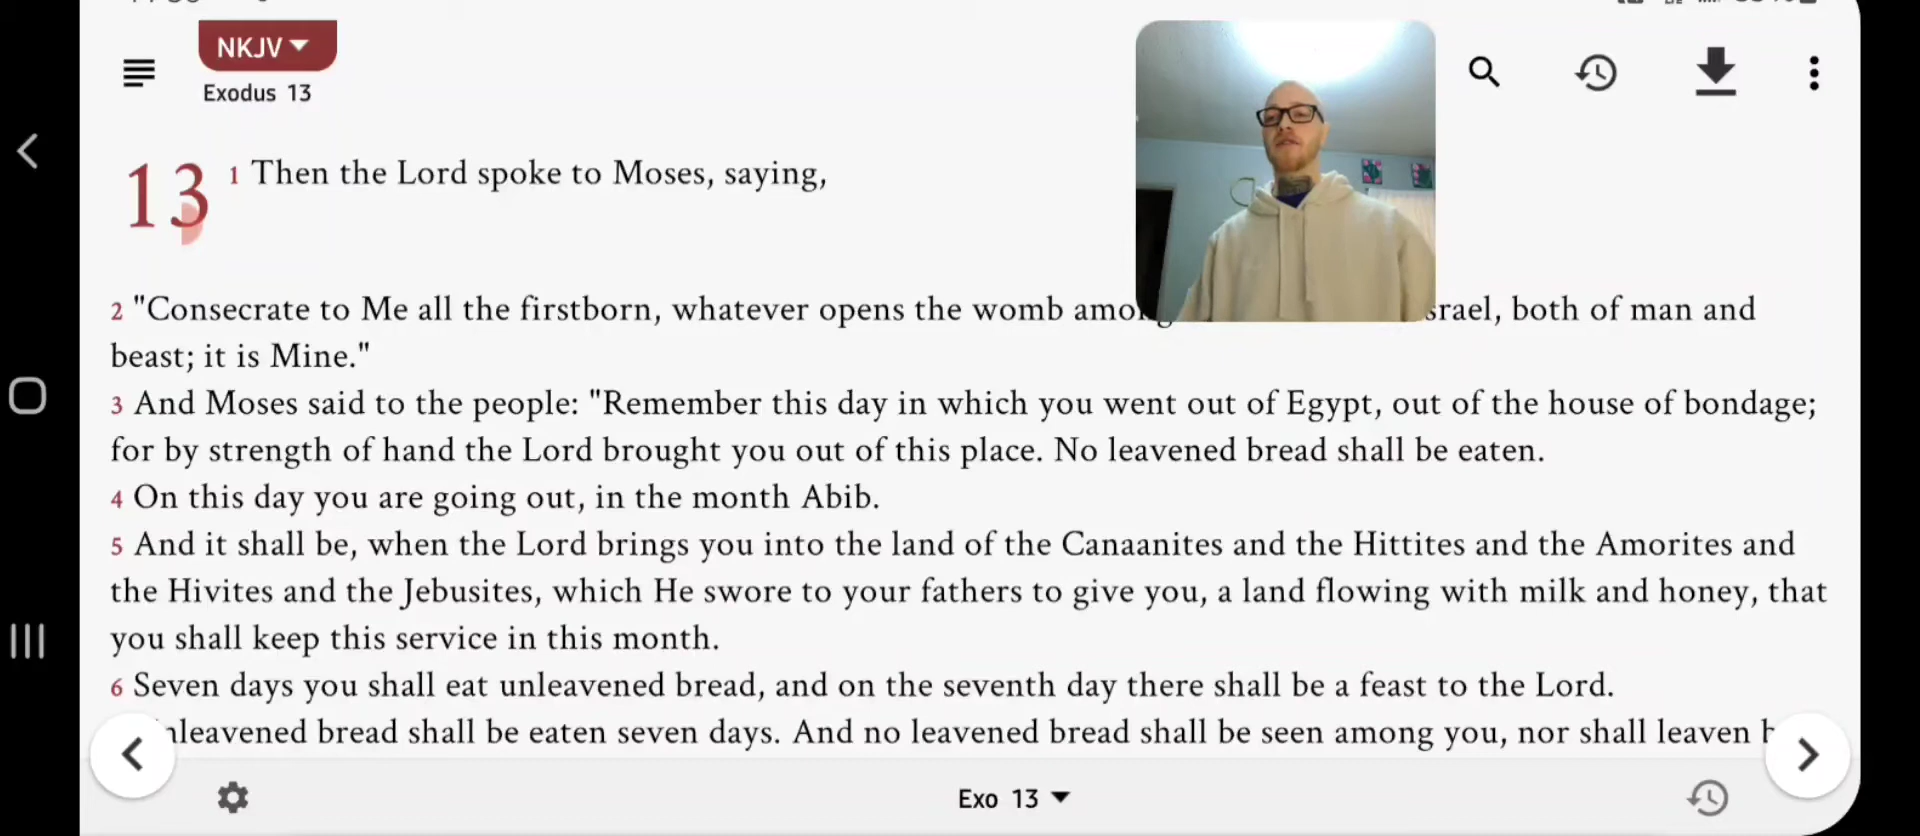 NKJV
Exodus 13
13 1 Then the Lord spoke to Moses, saying,
2 "Consecrate to Me all the firstborn, whatever opens the womb srael, both of man and
beast; it is Mine."
3 And Moses said to the people: "Remember this day in which you went out of Egypt, out of the house of bondage;
for by strength of hand the Lord brought you out of this place. No leavened bread shall be eaten.
4 On this day you are going out, in the month Abib.
5 And it shall be, when the Lord brings you into the land of the Canaanites and the Hittites and the Amorites and
the Hivites and the Jebusites, which He swore to your fathers to give you, a land flowing with milk and honey, that
you shall keep this service in this month.
6 Seven days you shall eat unleavened bread, and on the seventh day there shall be a feast to the Lord.
nleavened bread shall be eaten seven days. And no leavened bread shall be seen among you, nor shall leaven
Exo 13